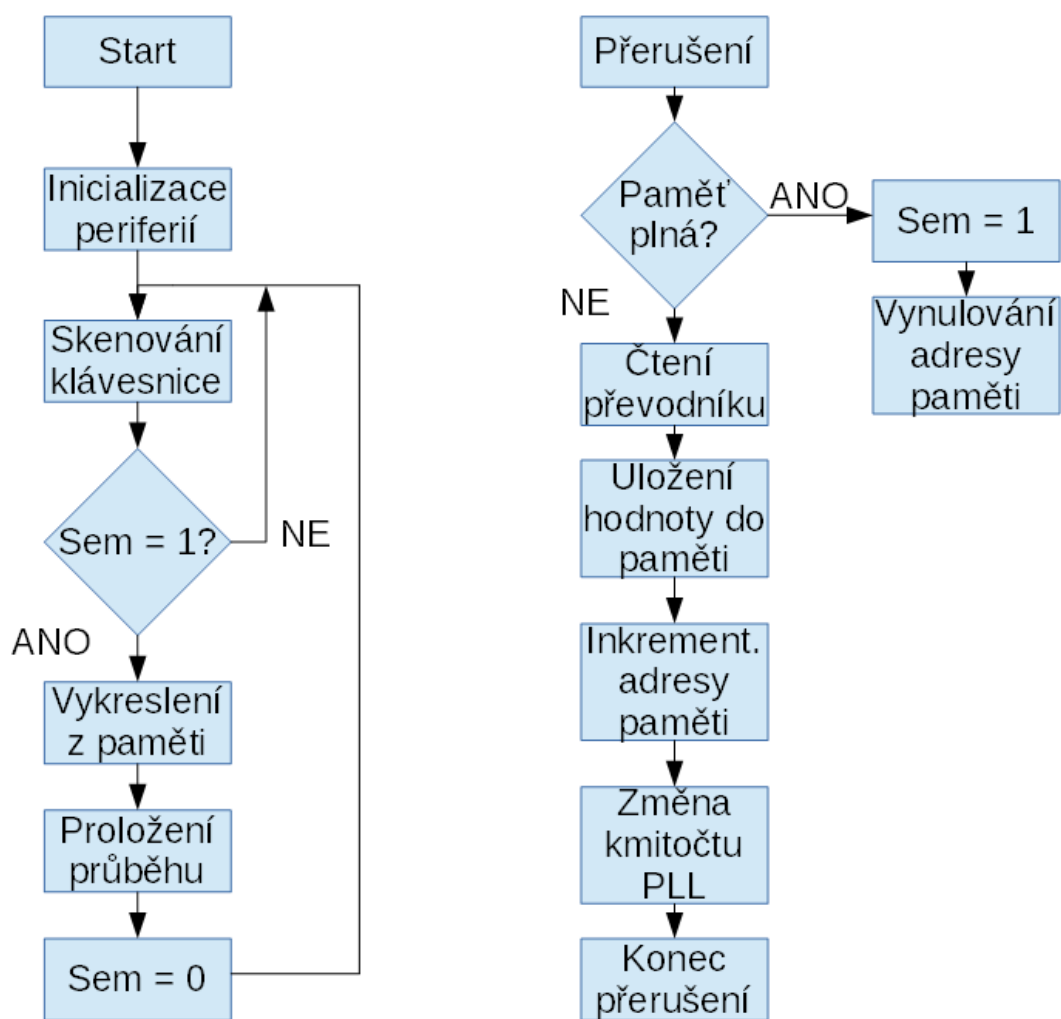 Start
Inicializace
periferií
Skenování
klávesnice
Sem = 1?
NE
ANO
Vykreslení
z paměti
Proložení
průběhu
Sem = 0
Přerušení
Paměť
plná?
ANO
Sem = 1
Vynulování
adresy
paměti
NE
Čtení
převodníku
Uložení
hodnoty do
paměti
Inkrement.
adresy
paměti
Změna
kmitočtu
PLL
Konec
přerušení